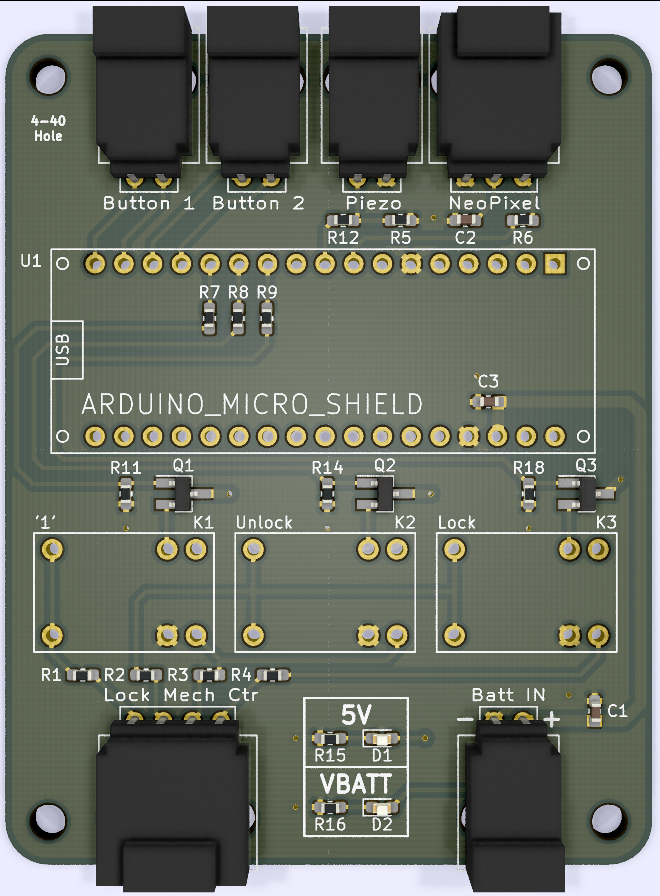 4-40
Hole
Button 1 Button 2 Piezo NeoPixel
R12 R5 C2 R6
U1
R7 R8 R9
USB
C3
ARDUINO_MICRO_SHIELD
R11 Q1 R14 Q2 R18 Q3
'1' K1 Unlock K2 Lock K3
R1 R2 R3 R4
Lock Mech Ctr Batt IN
- + C1
5V
R15 D1
VBATT
R16 D2